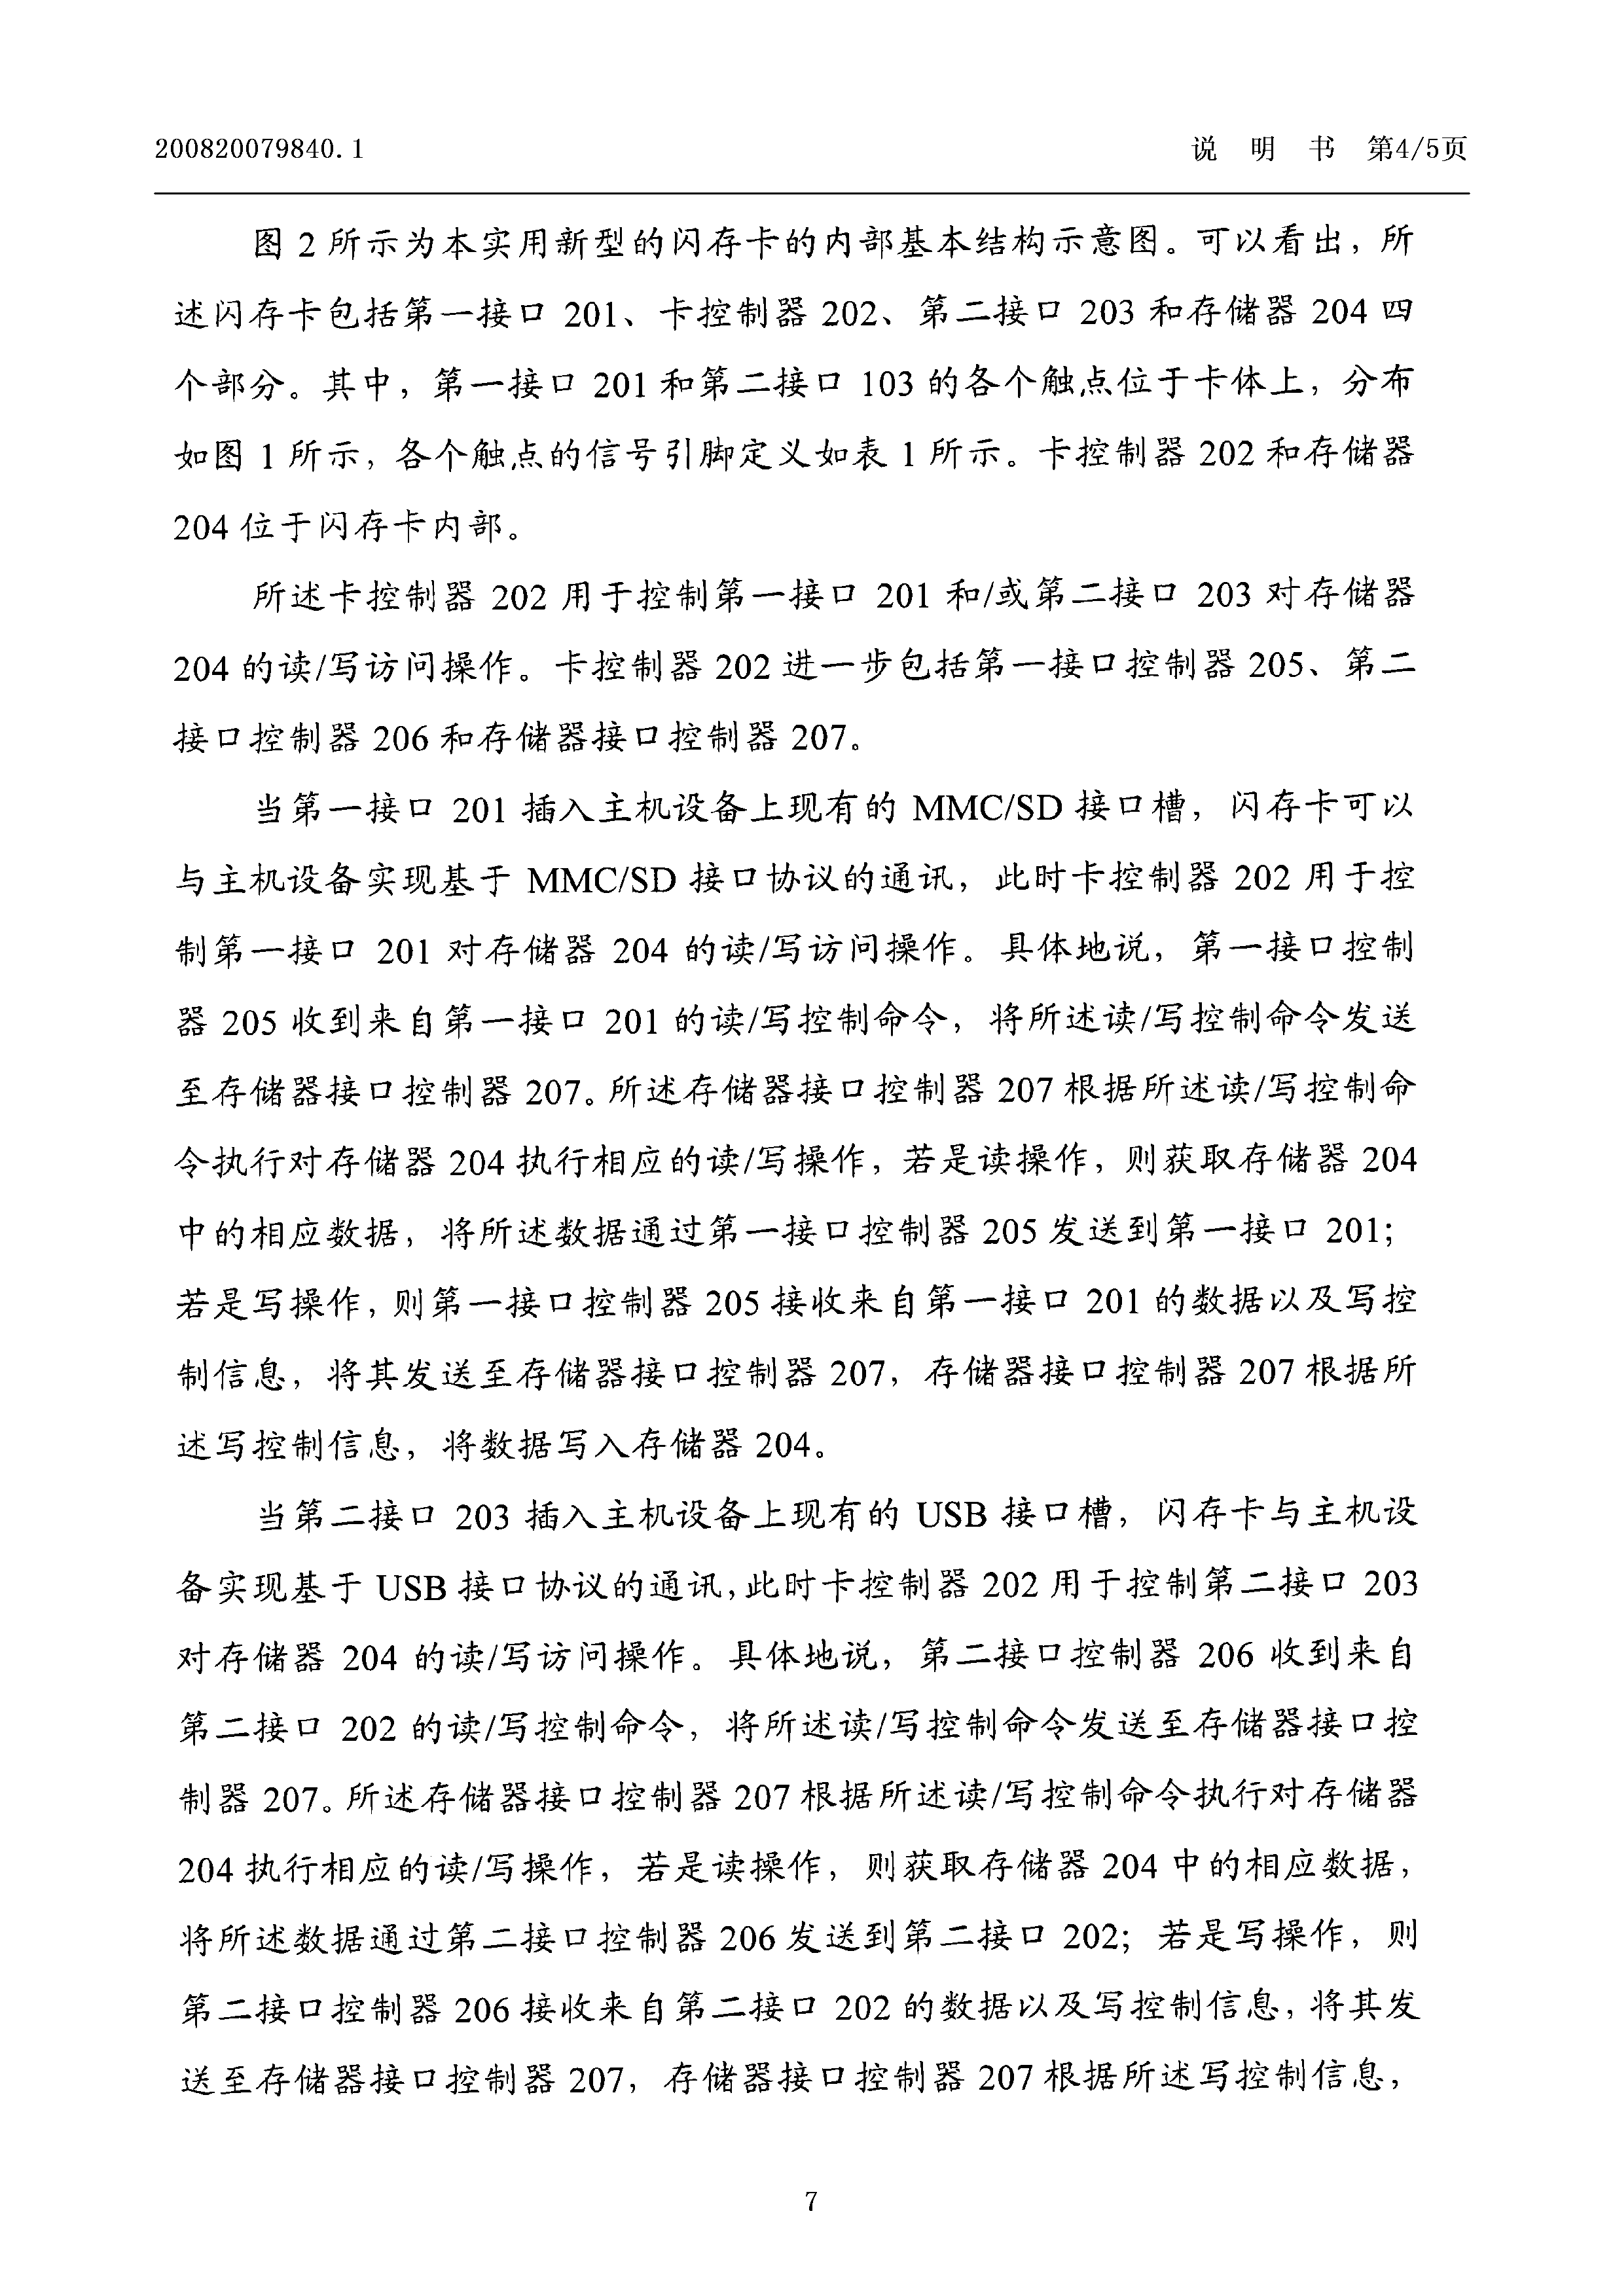 200820079840.1 说 明 书 第4/5页
图 2 所示为本实用新型的闪存卡的内部基本结构示意图。可以看出，所
述闪存卡包括第一接口 201、卡控制器 202、第二接口 203 和存储器 204 四
个部分。其中，第一接口 201 和第二接口 103 的各个触点位于卡体上，分布
如图 1 所示，各个触点的信号引脚定义如表 1 所示。卡控制器 202 和存储器
204 位于闪存卡内部。
所述卡控制器 202 用于控制第一接口 201 和/或第二接口 203 对存储器
204 的读/写访问操作。卡控制器 202 进一步包括第一接口控制器 205、第二
接口控制器 206 和存储器接口控制器 207。
当第一接口 201 插入主机设备上现有的 MMC/SD 接口槽，闪存卡可以
与主机设备实现基于 MMC/SD 接口协议的通讯，此时卡控制器 202 用于控
制第一接口 201 对存储器 204 的读/写访问操作。具体地说，第一接口控制
器 205 收到来自第一接口 201 的读/写控制命令，将所述读/写控制命令发送
至存储器接口控制器 207。所述存储器接口控制器 207 根据所述读/写控制命
令执行对存储器 204 执行相应的读/写操作，若是读操作，则获取存储器 204
中的相应数据，将所述数据通过第一接口控制器 205 发送到第一接口 201；
若是写操作，则第一接口控制器 205 接收来自第一接口 201 的数据以及写控
制信息，将其发送至存储器接口控制器 207，存储器接口控制器 207 根据所
述写控制信息，将数据写入存储器 204。
当第二接口 203 插入主机设备上现有的 USB 接口槽，闪存卡与主机设
备实现基于 USB 接口协议的通讯，此时卡控制器 202 用于控制第二接口 203
对存储器 204 的读/写访问操作。具体地说，第二接口控制器 206 收到来自
第二接口 202 的读/写控制命令，将所述读/写控制命令发送至存储器接口控
制器 207。所述存储器接口控制器 207 根据所述读/写控制命令执行对存储器
204 执行相应的读/写操作，若是读操作，则获取存储器 204 中的相应数据，
将所述数据通过第二接口控制器 206 发送到第二接口 202；若是写操作，则
第二接口控制器 206 接收来自第二接口 202 的数据以及写控制信息，将其发
送至存储器接口控制器 207，存储器接口控制器 207 根据所述写控制信息，
7